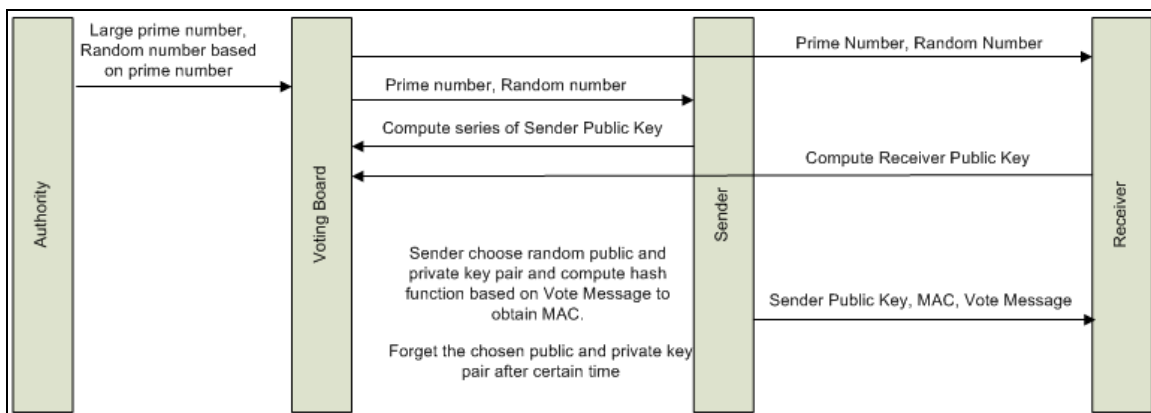 Large prime number,
Random number based
on prime number
Prime Number, Random Number
Prime number, Random number
Compute series of Sender Public Key
Compute Receiver Public Key
Authority
Voting Board
Sender
Receiver
Sender choose random public and
private key pair and compute hash
function based on Vote Message to
obtain MAC.
Sender Public Key, MAC, Vote Message
Forget the chosen public and private key
pair after certain time